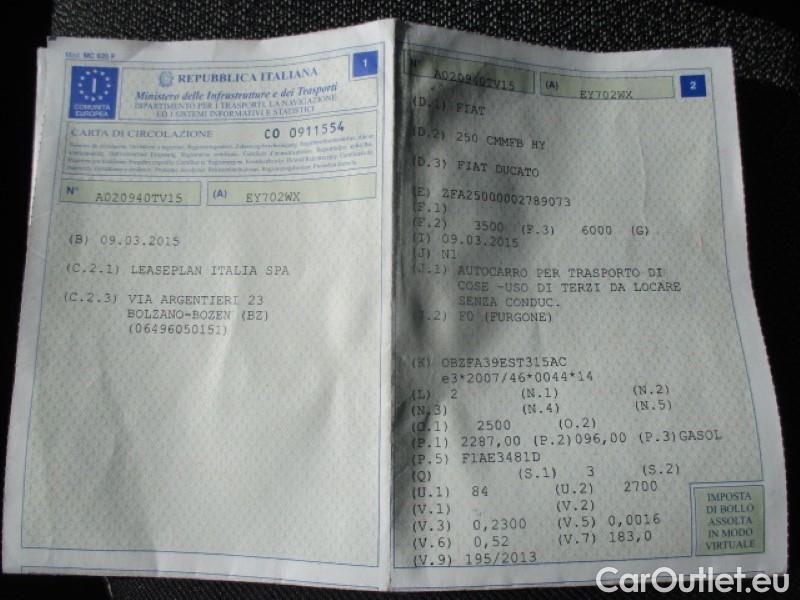 Mod. MC 820 F
1
I
COMUNITÀ
EUROPEA
REPUBBLICA ITALIANA
Ministero delle Infrastrutture e dei Trasporti
DIPARTIMENTO PER I TRASPORTI, LA NAVIGAZIONE
ED I SISTEMI INFORMATIVI E STATISTICI
CARTA DI CIRCOLAZIONE CO 0911554
N° A020940TV15 (A) EY702WX
(B) 09.03.2015
(C.2.1) LEASEPLAN ITALIA SPA
(C.2.3) VIA ARGENTIERI 23
BOLZANO-BOZEN (BZ)
(06496050151)
N° A020940TV15 (A) EY702WX 2
(D.1) FIAT
(D.2) 250 CMMFB HY
(D.3) FIAT DUCATO
(E) ZFA25000002789073
(F.1)
(F.2) 3500 (F.3) 6000 (G)
(I) 09.03.2015
(J) N1
(J.1) AUTOCARRO PER TRASPORTO DI
COSE -USO DI TERZI DA LOCARE
SENZA CONDUC.
(J.2) F0 (FURGONE)
(K) OBZFA39EST315AC
e3*2007/46*0044*14
(L) 2 (N.1) (N.2)
(N.3) (N.4) (N.5)
(O.1) 2500 (O.2)
(P.1) 2287,00 (P.2)096,00 (P.3)GASOL
(P.5) F1AE3481D
(Q) (S.1) 3 (S.2)
(U.1) 84 (U.2) 2700
(V.1) (V.2)
(V.3) 0,2300 (V.5) 0,0016
(V.6) 0,52 (V.7) 183,0
(V.9) 195/2013
IMPOSTA
DI BOLLO
ASSOLTA
IN MODO
VIRTUALE
CarOutlet.eu